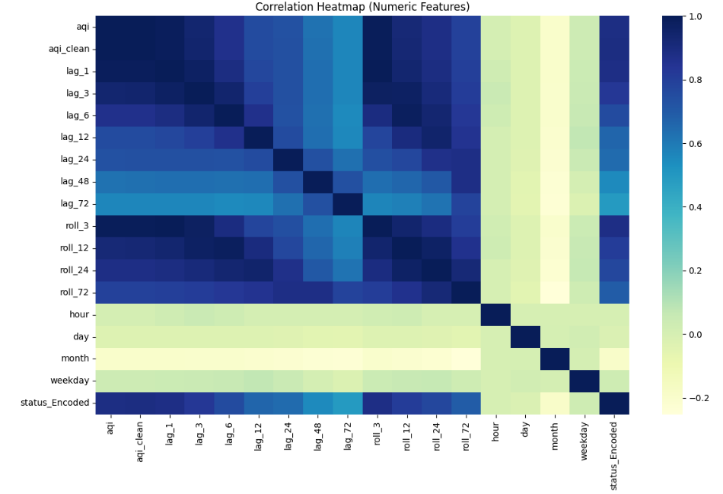 Correlation Heatmap (Numeric Features)
aqi
aqi_clean
lag_1
lag_3
lag_6
lag_12
lag_24
lag_48
lag_72
roll_3
roll_12
roll_24
roll_72
hour
day
month
weekday
status_Encoded
aqi
aqi_clean
lag_1
lag_3
lag_6
lag_12
lag_24
lag_48
lag_72
roll_3
roll_12
roll_24
roll_72
hour
day
month
weekday
status_Encoded
1.0
0.8
0.6
0.4
0.2
0.0
−0.2